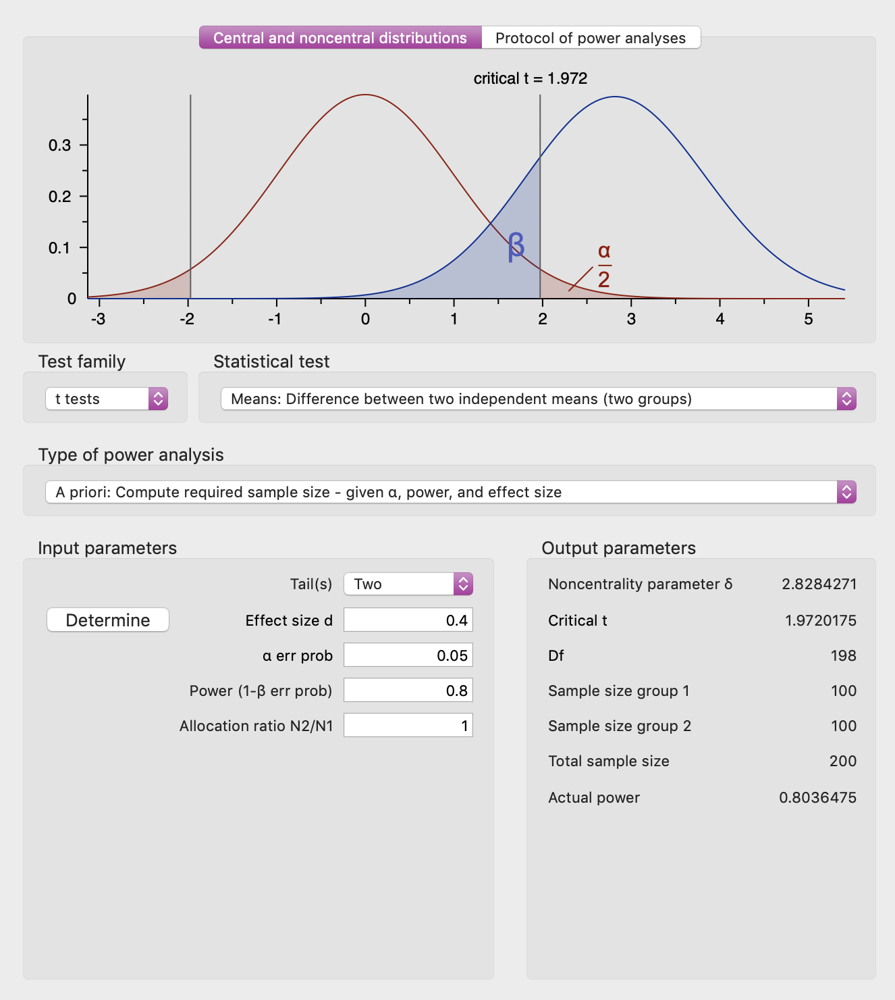 Central and noncentral distributions
Protocol of power analyses
critical t = 1.972
0.3
0.2
0.1
0
β
α
2
-3 -2 -1 0 1 2 3 4 5
Test family
Statistical test
t tests
Means: Difference between two independent means (two groups)
Type of power analysis
A priori: Compute required sample size - given α, power, and effect size
Input parameters
Tail(s) Two
Determine
Effect size d 0.4
α err prob 0.05
Power (1-β err prob) 0.8
Allocation ratio N2/N1 1
Output parameters
Noncentrality parameter δ 2.8284271
Critical t 1.9720175
Df 198
Sample size group 1 100
Sample size group 2 100
Total sample size 200
Actual power 0.8036475